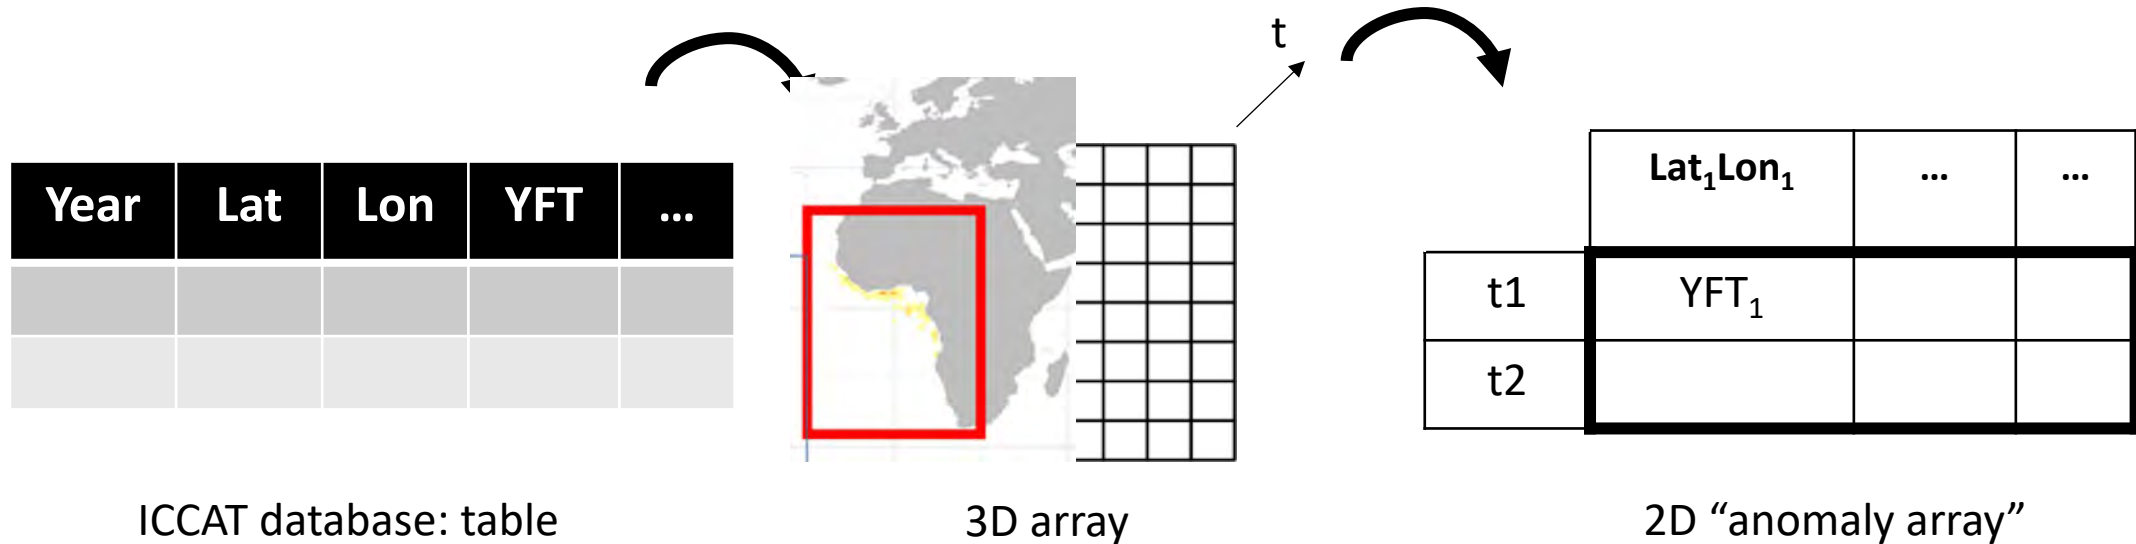 t
Year Lat Lon YFT ...
Lat₁Lon₁ ... ...
t1 YFT₁
t2
ICCAT database: table
3D array
2D “anomaly array”